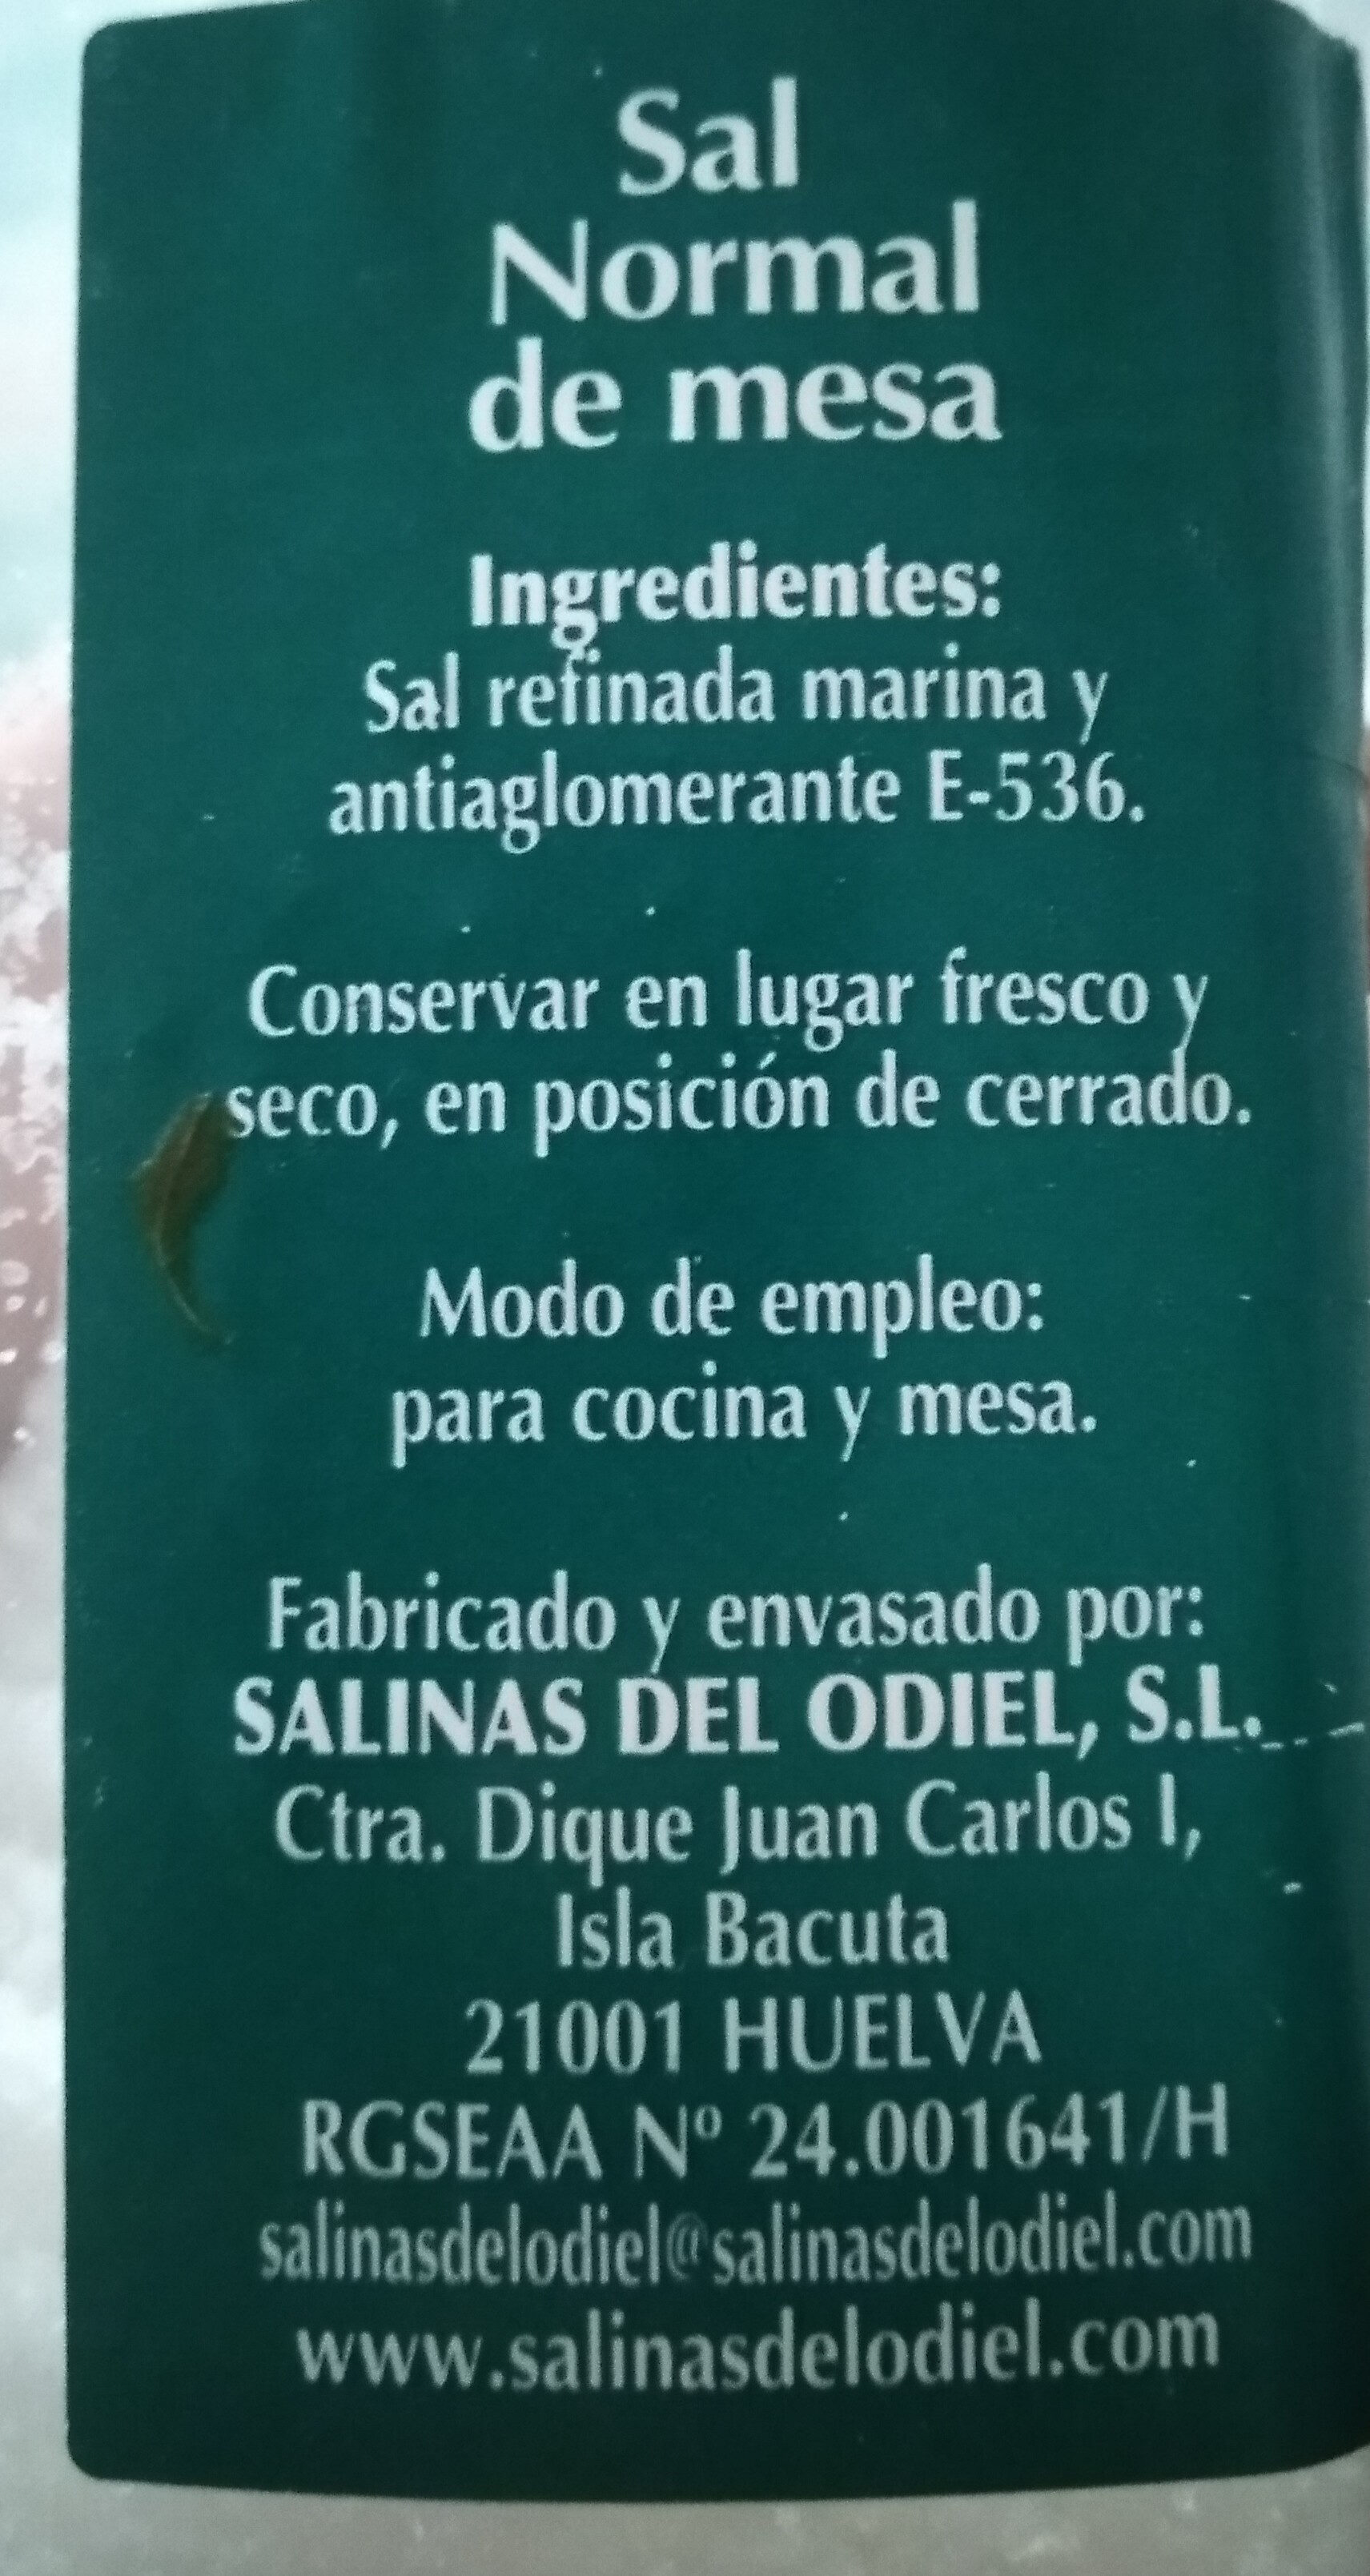 Sal
Normal
de mesa
Ingredientes:
Sal refinada marina y
antiaglomerante E-536.
Conservar en lugar fresco y
seco, en posición de cerrado.
Modo de empleo:
para cocina y mesa.
Fabricado y envasado por:
SALINAS DEL ODIEL, S.L.
Ctra. Dique Juan Carlos I,
Isla Bacuta
21001 HUELVA
RGSEAA Nº 24.001641/H
salinasdelodiel@salinasdelodiel.com
www.salinasdelodiel.com